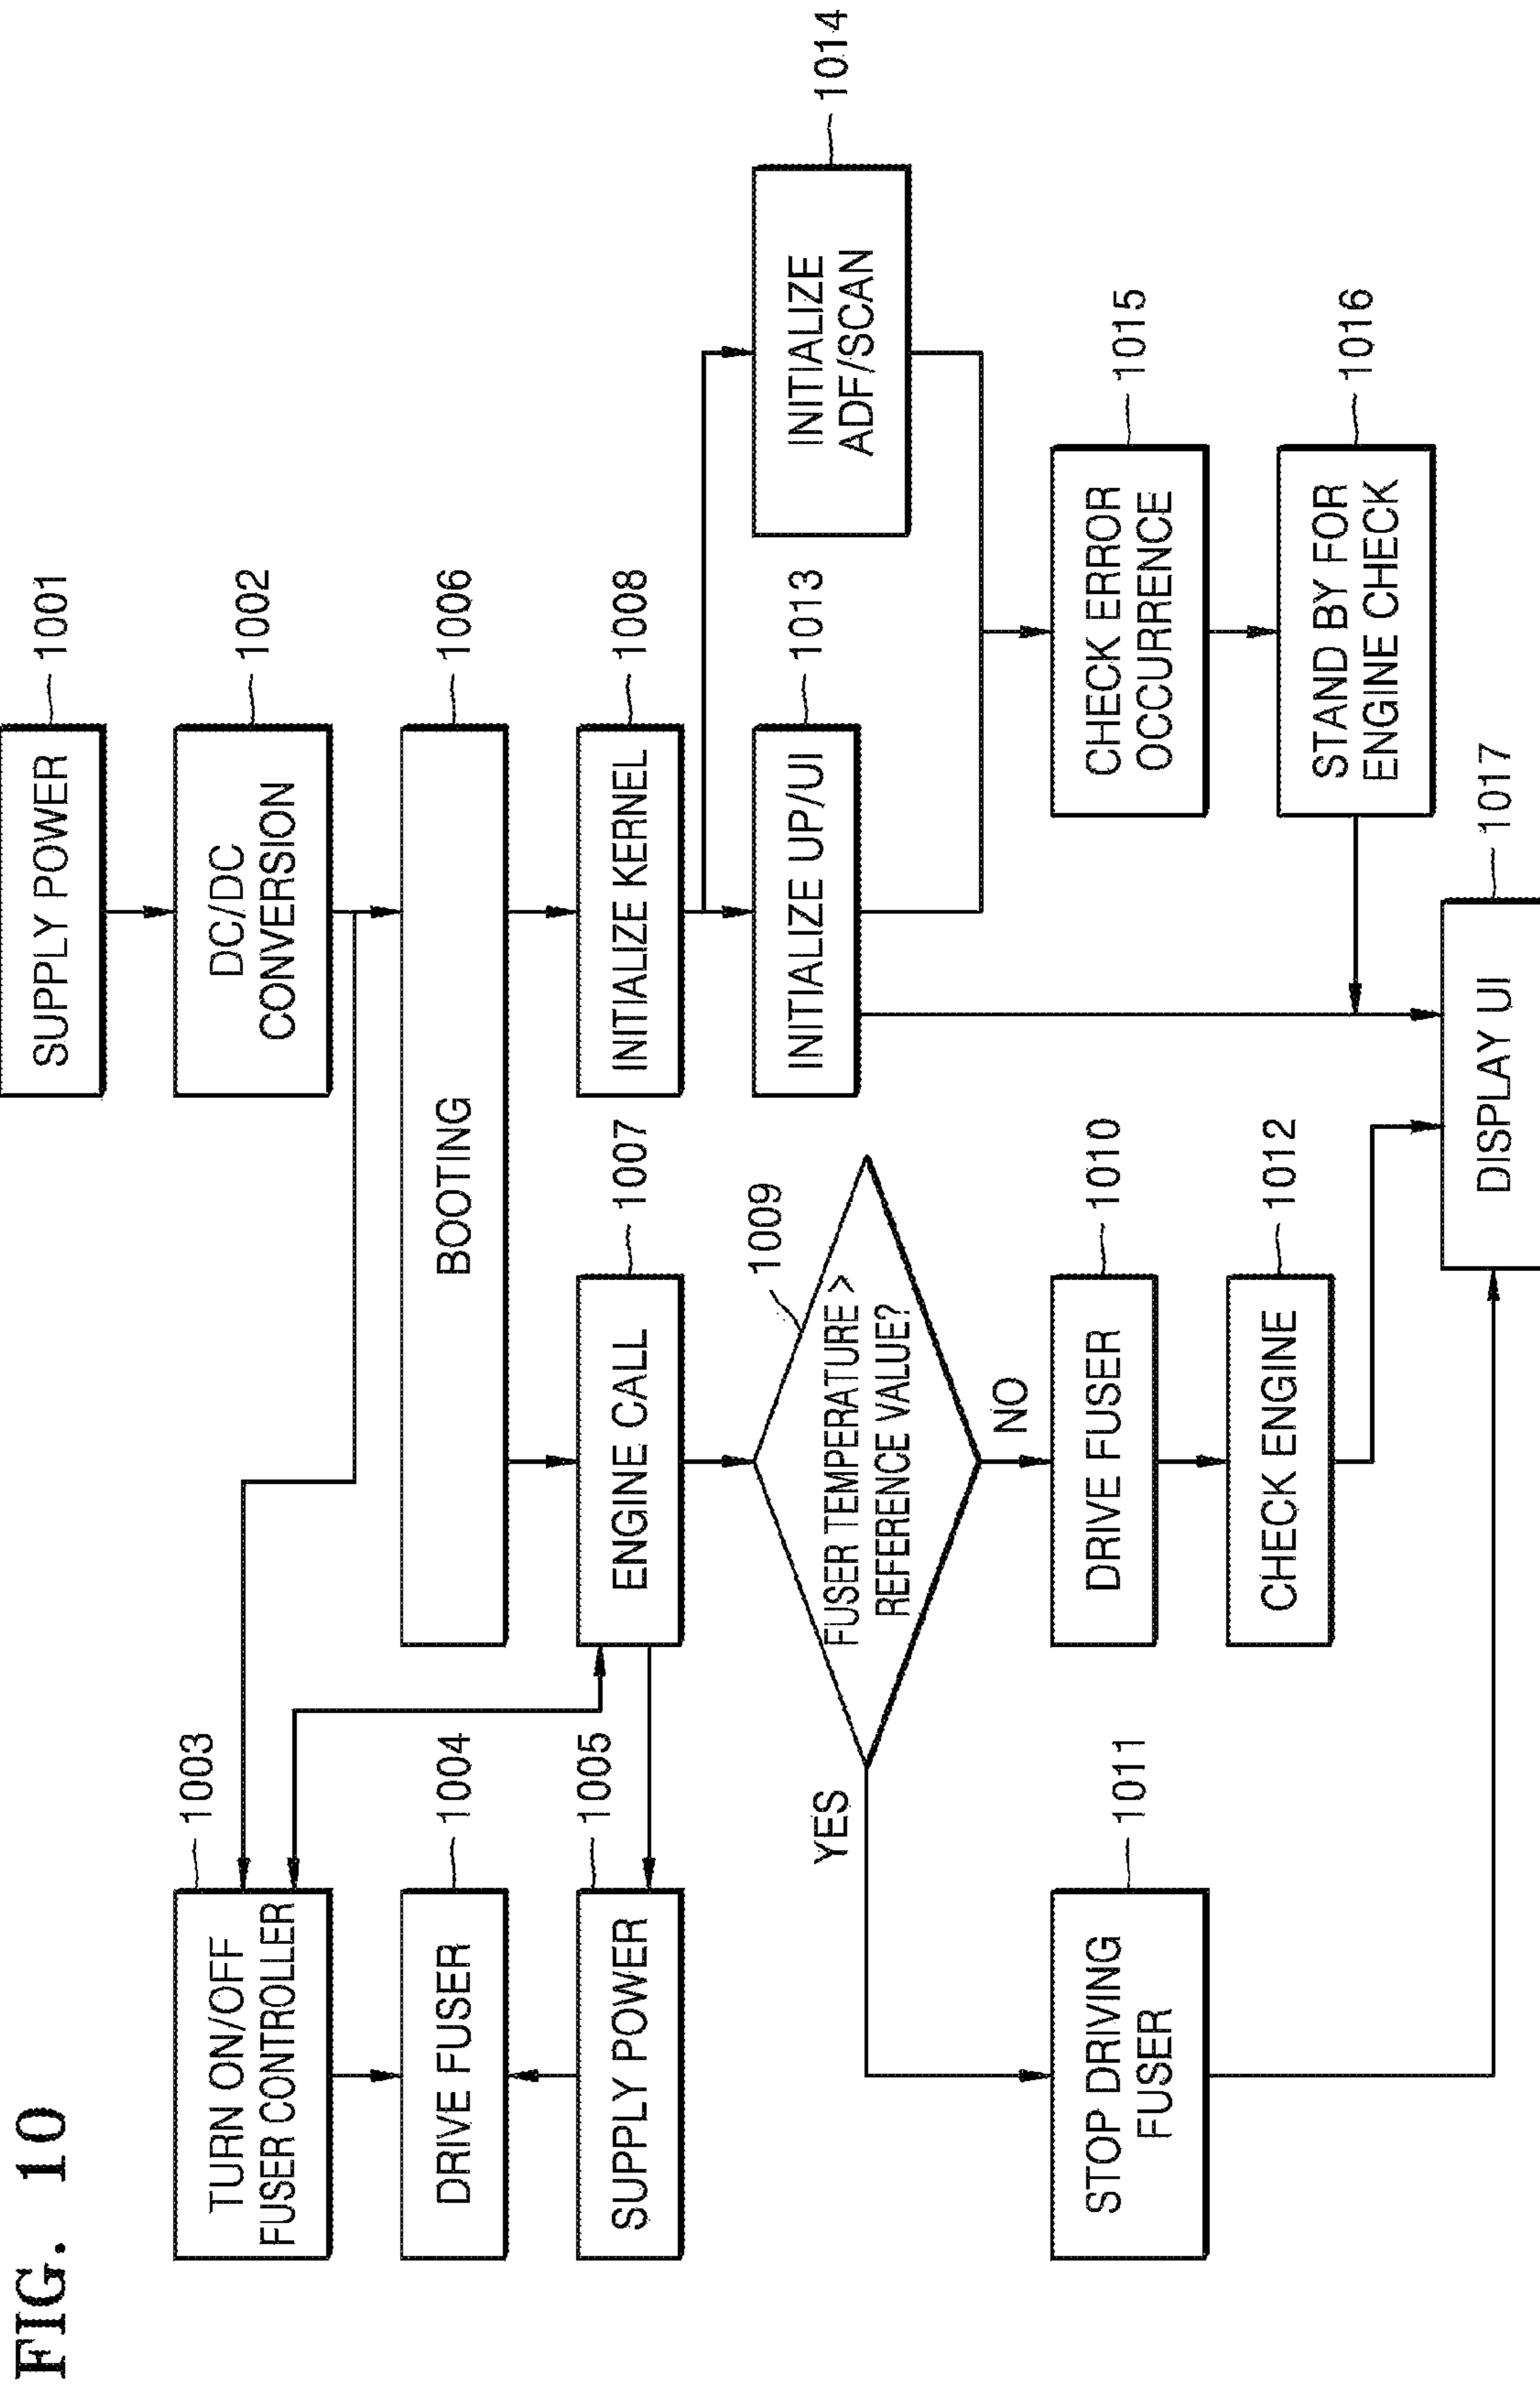 FIG. 10
SUPPLY POWER
1001
DC/DC
CONVERSION
1002
TURN ON/OFF
FUSER CONTROLLER
1003
DRIVE FUSER
1004
SUPPLY POWER
1005
BOOTING
1006
ENGINE CALL
1007
INITIALIZE KERNEL
1008
FUSER TEMPERATURE >
REFERENCE VALUE?
1009
YES
NO
INITIALIZE UP/UI
1013
INITIALIZE
ADF/SCAN
1014
STOP DRIVING
FUSER
1011
DRIVE FUSER
1010
CHECK ENGINE
1012
CHECK ERROR
OCCURRENCE
1015
STAND BY FOR
ENGINE CHECK
1016
DISPLAY UI
1017